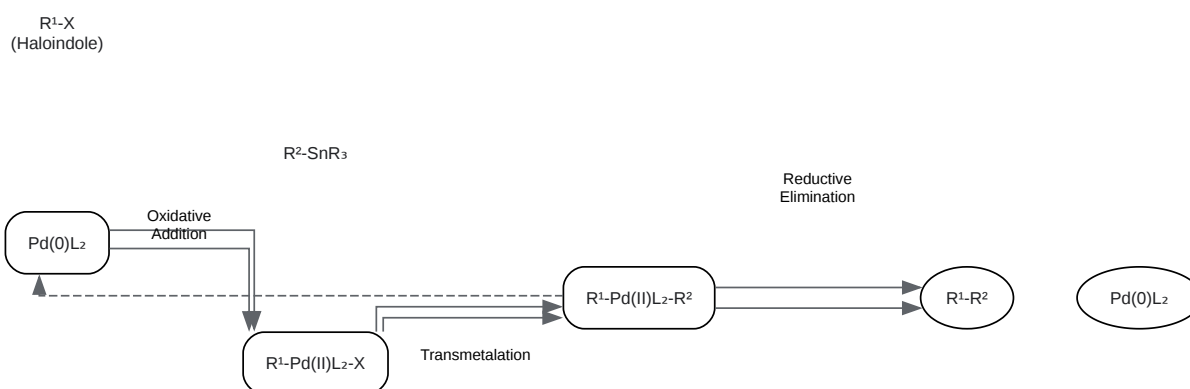 R¹-X
(Haloindole)
R²-SnR₃
Reductive
Elimination
Oxidative
Addition
Pd(0)L₂
R¹-Pd(II)L₂-R²
R¹-R²
Pd(0)L₂
Transmetalation
R¹-Pd(II)L₂-X